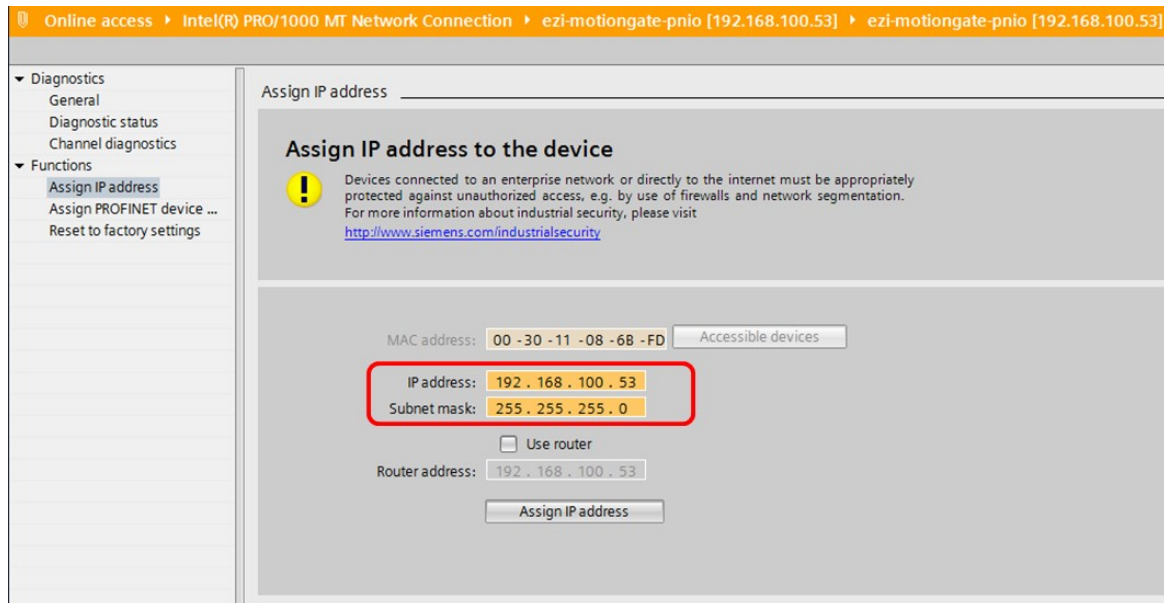 Online access ▸ Intel(R) PRO/1000 MT Network Connection ▸ ezi-motiongate-pnio [192.168.100.53] ▸ ezi-motiongate-pnio [192.168.100.53]
Diagnostics
General
Diagnostic status
Channel diagnostics
Functions
Assign IP address
Assign PROFINET device ...
Reset to factory settings
Assign IP address
Assign IP address to the device
Devices connected to an enterprise network or directly to the internet must be appropriately
protected against unauthorized access, e.g. by use of firewalls and network segmentation.
For more information about industrial security, please visit
http://www.siemens.com/industrialsecurity
MAC address: 00 -30 -11 -08 -6B -FD Accessible devices
IP address: 192 . 168 . 100 . 53
Subnet mask: 255 . 255 . 255 . 0
Use router
Router address: 192 . 168 . 100 . 53
Assign IP address